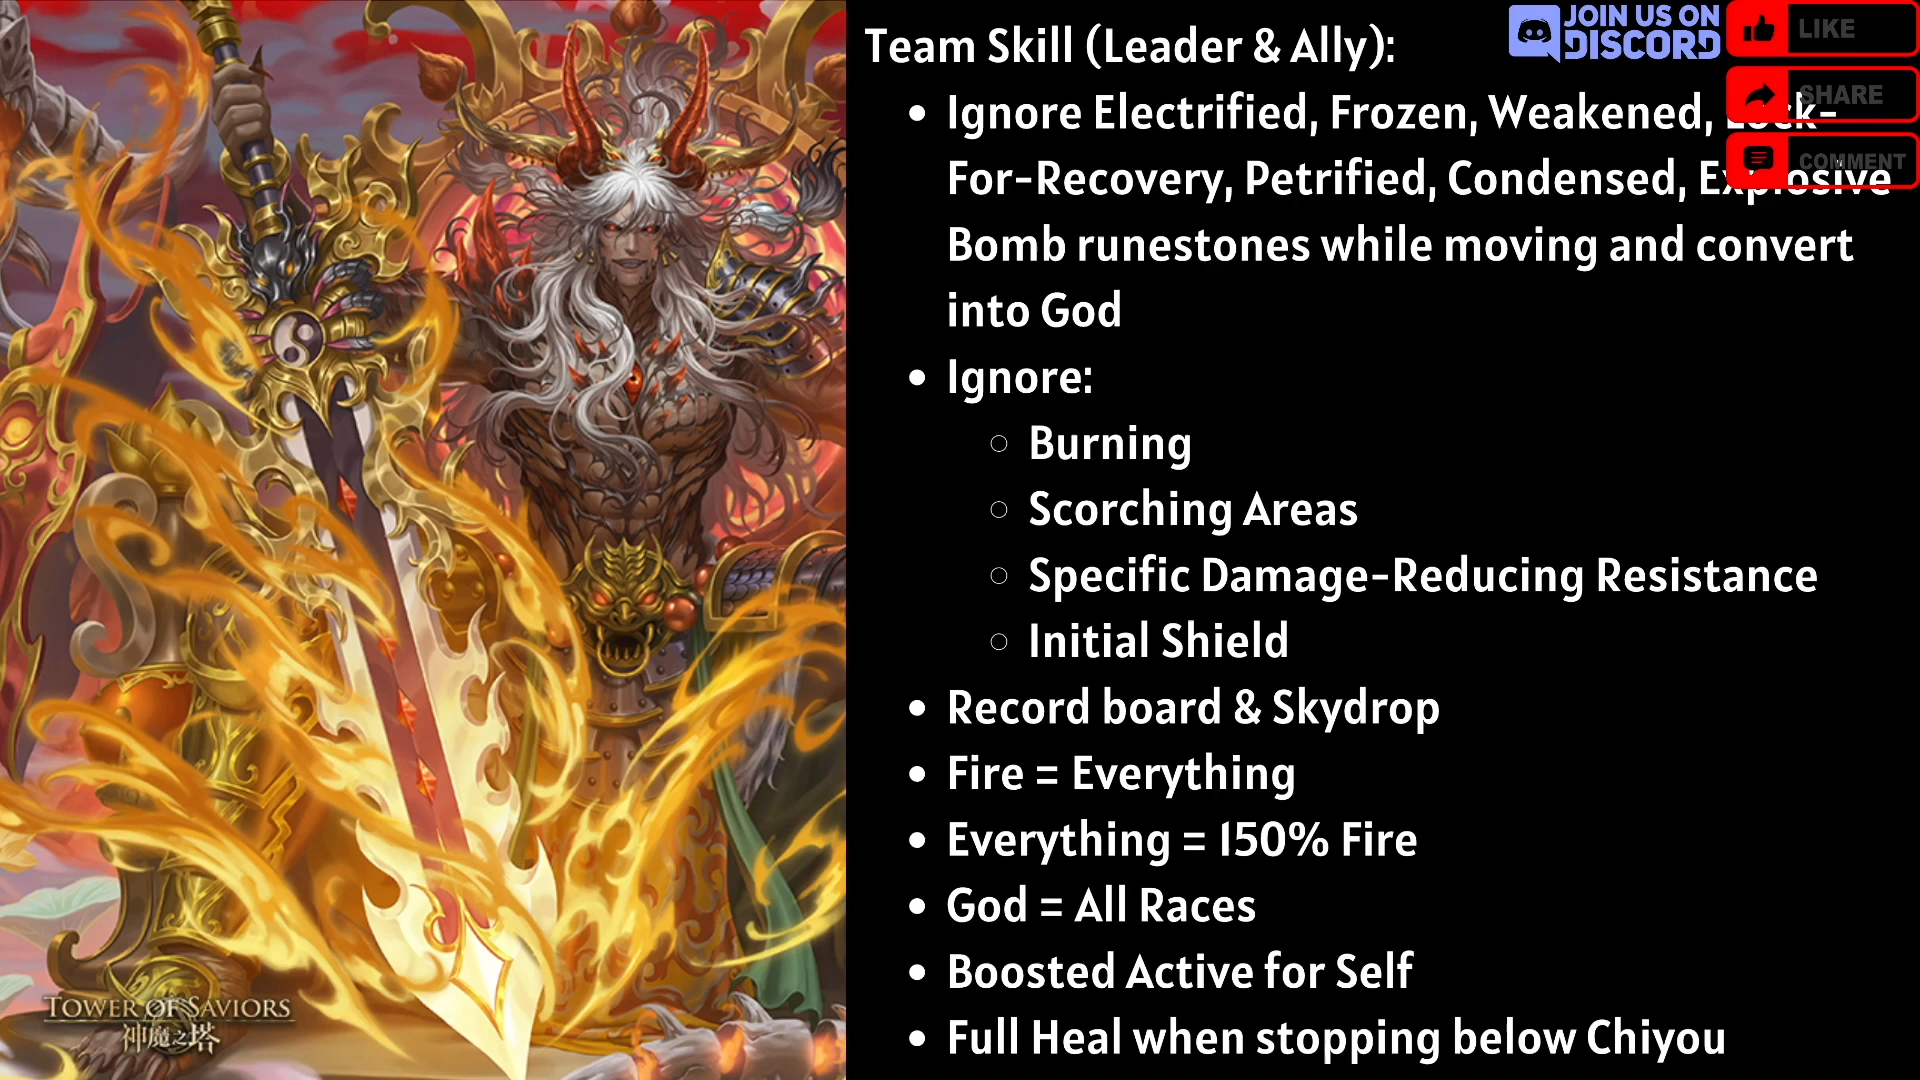 Team Skill (Leader & Ally):
JOIN US ON
DISCORD
LIKE
SHARE
COMMENT
• Ignore Electrified, Frozen, Weakened, Lock-
For-Recovery, Petrified, Condensed, Explosive
Bomb runestones while moving and convert
into God
• Ignore:
○ Burning
○ Scorching Areas
○ Specific Damage-Reducing Resistance
○ Initial Shield
• Record board & Skydrop
• Fire = Everything
• Everything = 150% Fire
• God = All Races
• Boosted Active for Self
• Full Heal when stopping below Chiyou
TOWER OF SAVIORS
神魔之塔